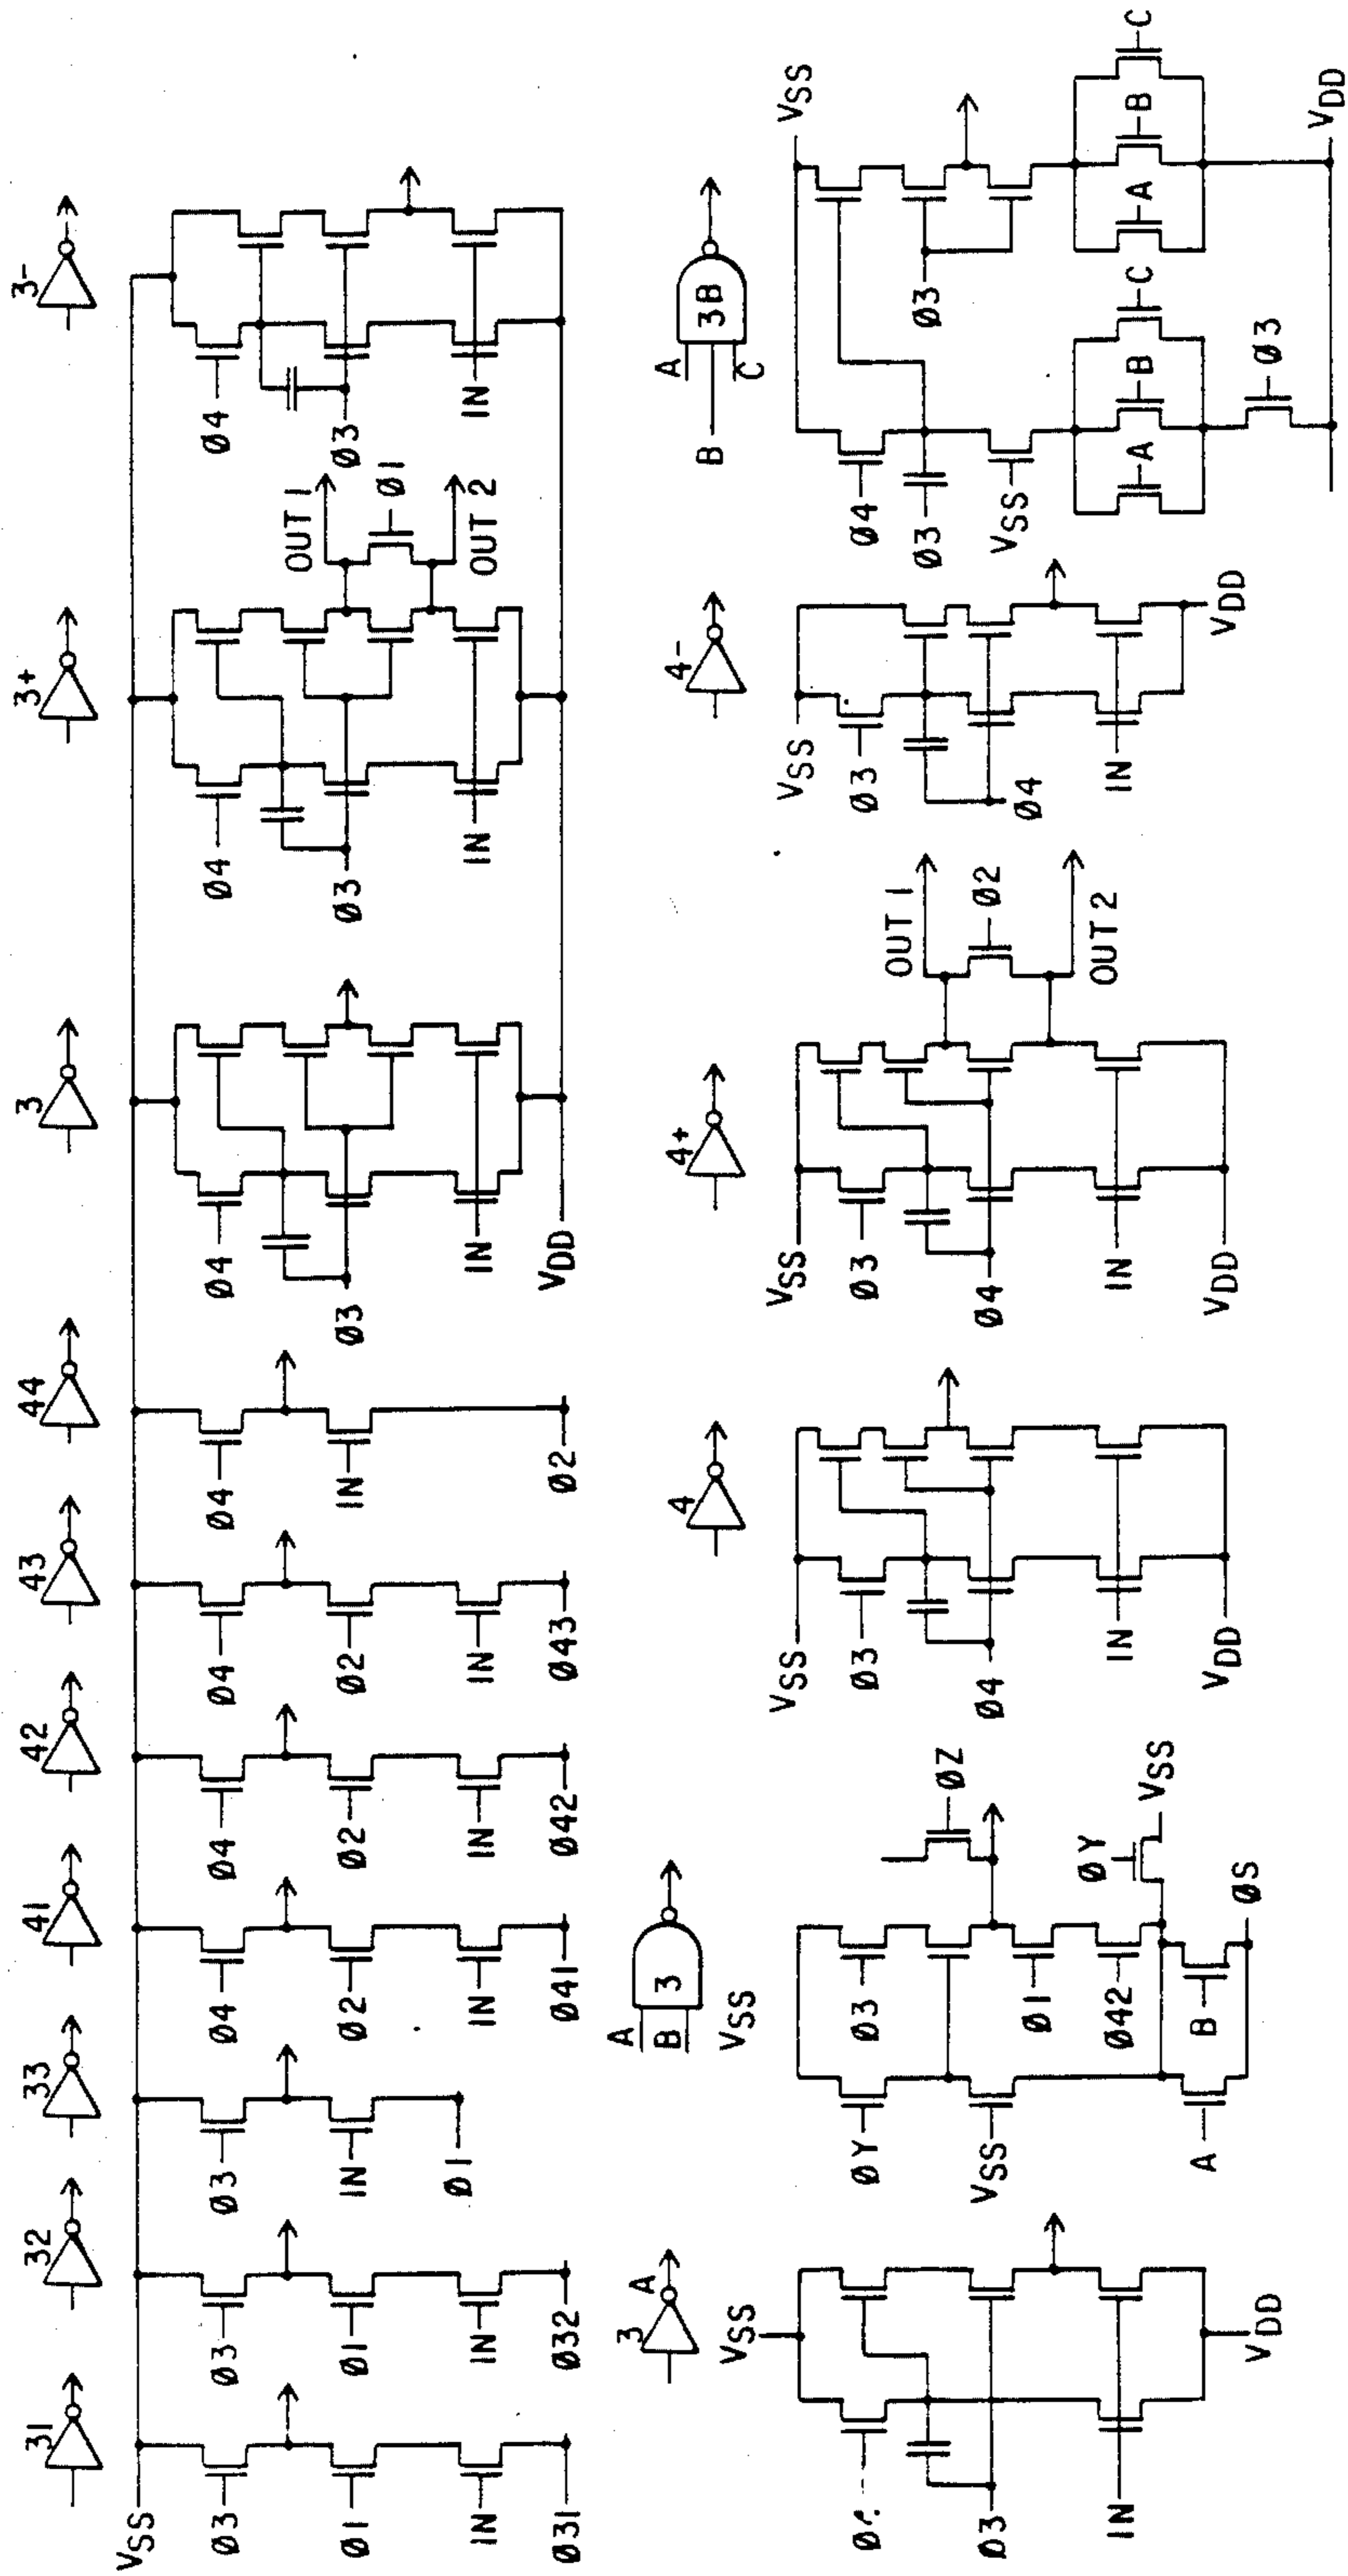 31
32
33
41
42
43
44
3
3+
3-
VSS
Ø3
Ø1
IN
Ø31
Ø3
Ø1
IN
Ø32
Ø3
IN
Ø1
Ø4
Ø2
IN
Ø41
Ø4
Ø2
IN
Ø42
Ø4
Ø2
IN
Ø43
Ø4
IN
Ø2
Ø4
Ø3
IN
VDD
Ø4
Ø3
IN
OUT 1
Ø1
OUT 2
Ø4
Ø3
IN
3
A
VSS
Ø3
IN
VDD
A
B
3
VSS
ØY
VSS
A
Ø3
Ø1
Ø42
B
ØZ
ØY
VSS
ØS
4
VSS
Ø3
Ø4
IN
VDD
4+
VSS
Ø3
Ø4
IN
VDD
OUT 1
Ø2
OUT 2
4-
VSS
Ø3
Ø4
IN
VDD
A
B
C
3B
Ø4
Ø3
VSS
A
B
C
Ø3
VSS
Ø3
A
B
C
VDD